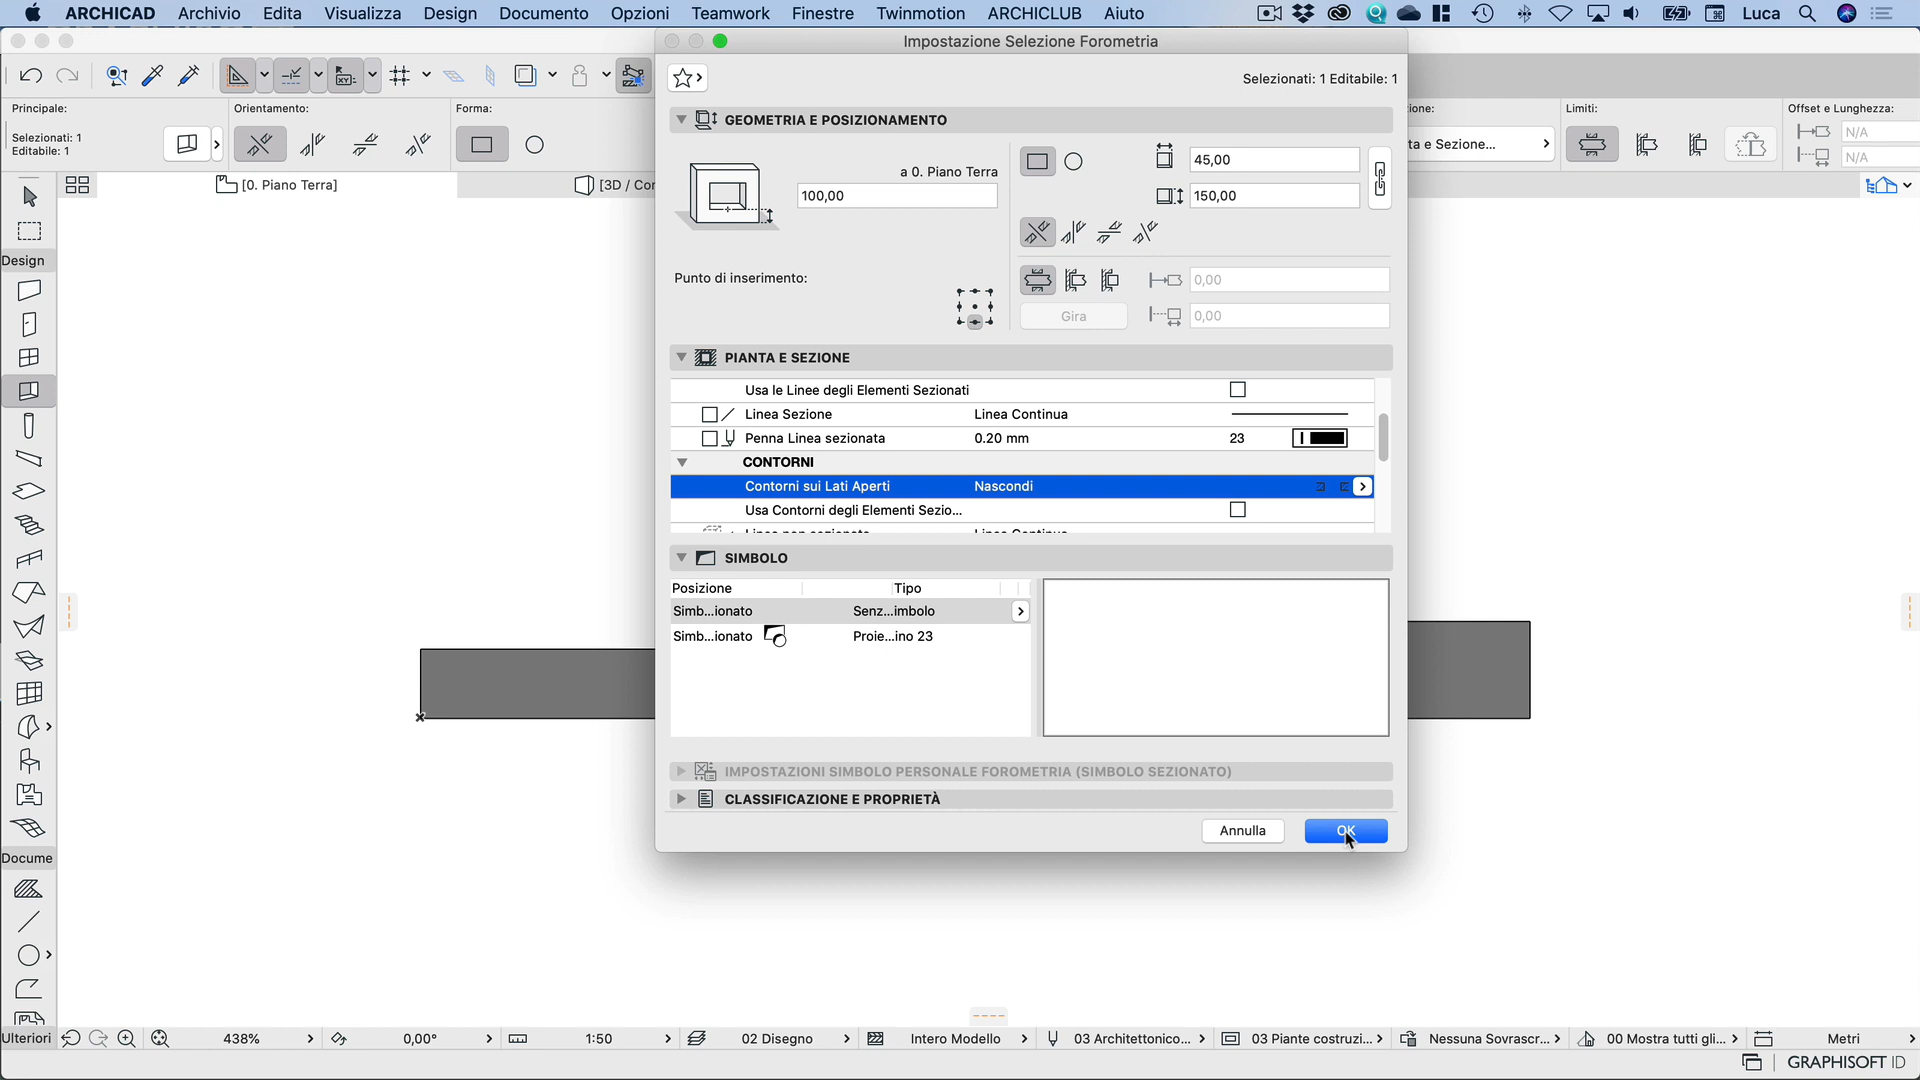 ARCHICAD Archivio Edita Visualizza Design Documento Opzioni Teamwork Finestre Twinmotion ARCHICLUB Aiuto Luca
Impostazione Selezione Forometria
Selezionati: 1 Editabile: 1
Principale: Orientamento: Forma: ione: Limiti: Offset e Lunghezza:
Selezionati: 1
Editabile: 1
ta e Sezione...
N/A
N/A
GEOMETRIA E POSIZIONAMENTO
a 0. Piano Terra
100,00
45,00
150,00
Punto di inserimento:
0,00
Gira
0,00
[0. Piano Terra]
[3D / Cor
Design
PIANTA E SEZIONE
Usa le Linee degli Elementi Sezionati
Linea Sezione Linea Continua
Penna Linea sezionata 0.20 mm 23
CONTORNI
Contorni sui Lati Aperti Nascondi
Usa Contorni degli Elementi Sezio...
SIMBOLO
Posizione Tipo
Simb...ionato Senz...imbolo
Simb...ionato Proie...ino 23
IMPOSTAZIONI SIMBOLO PERSONALE FOROMETRIA (SIMBOLO SEZIONATO)
CLASSIFICAZIONE E PROPRIETÀ
Annulla OK
Docume
Ulteriori 438% 0,00° 1:50 02 Disegno Intero Modello 03 Architettonico... 03 Piante costruzi... Nessuna Sovrascr... 00 Mostra tutti gli... Metri
GRAPHISOFT ID